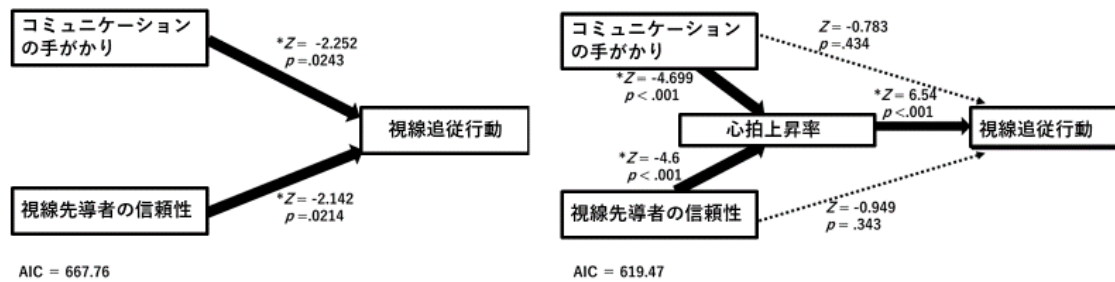 コミュニケーション
の手がかり
*Z= -2.252
p=.0243
視線追従行動
視線先導者の信頼性
*Z=-2.142
p=.0214
AIC = 667.76
コミュニケーション
の手がかり
Z=-0.783
p=.434
*Z= -4.699
p<.001
*Z= 6.54
p<.001
心拍上昇率
視線追従行動
*Z= -4.6
p< .001
視線先導者の信頼性
Z=-0.949
p= .343
AIC = 619.47